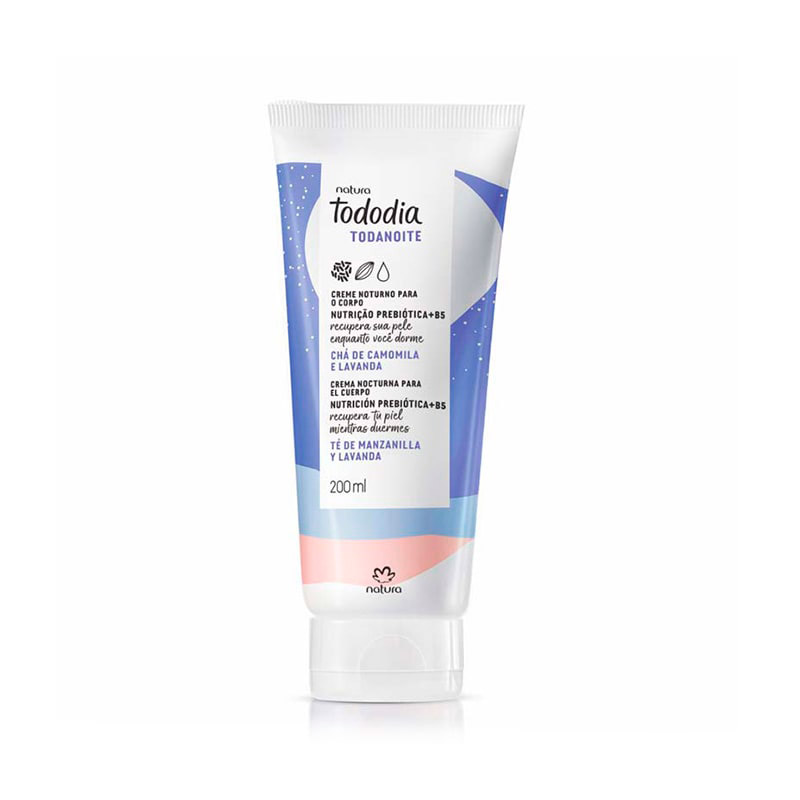 natura
Tododia
TODANOITE
CREME NOTURNO PARA
O CORPO
NUTRIÇÃO PREBIÓTICA+B5
recupera sua pele
enquanto você dorme
CHÁ DE CAMOMILA
E LAVANDA
CREMA NOCTURNA PARA
EL CUERPO
NUTRICIÓN PREBIÓTICA+B5
recupera tu piel
mientras duermes
TÉ DE MANZANILLA
Y LAVANDA
200ml
natura